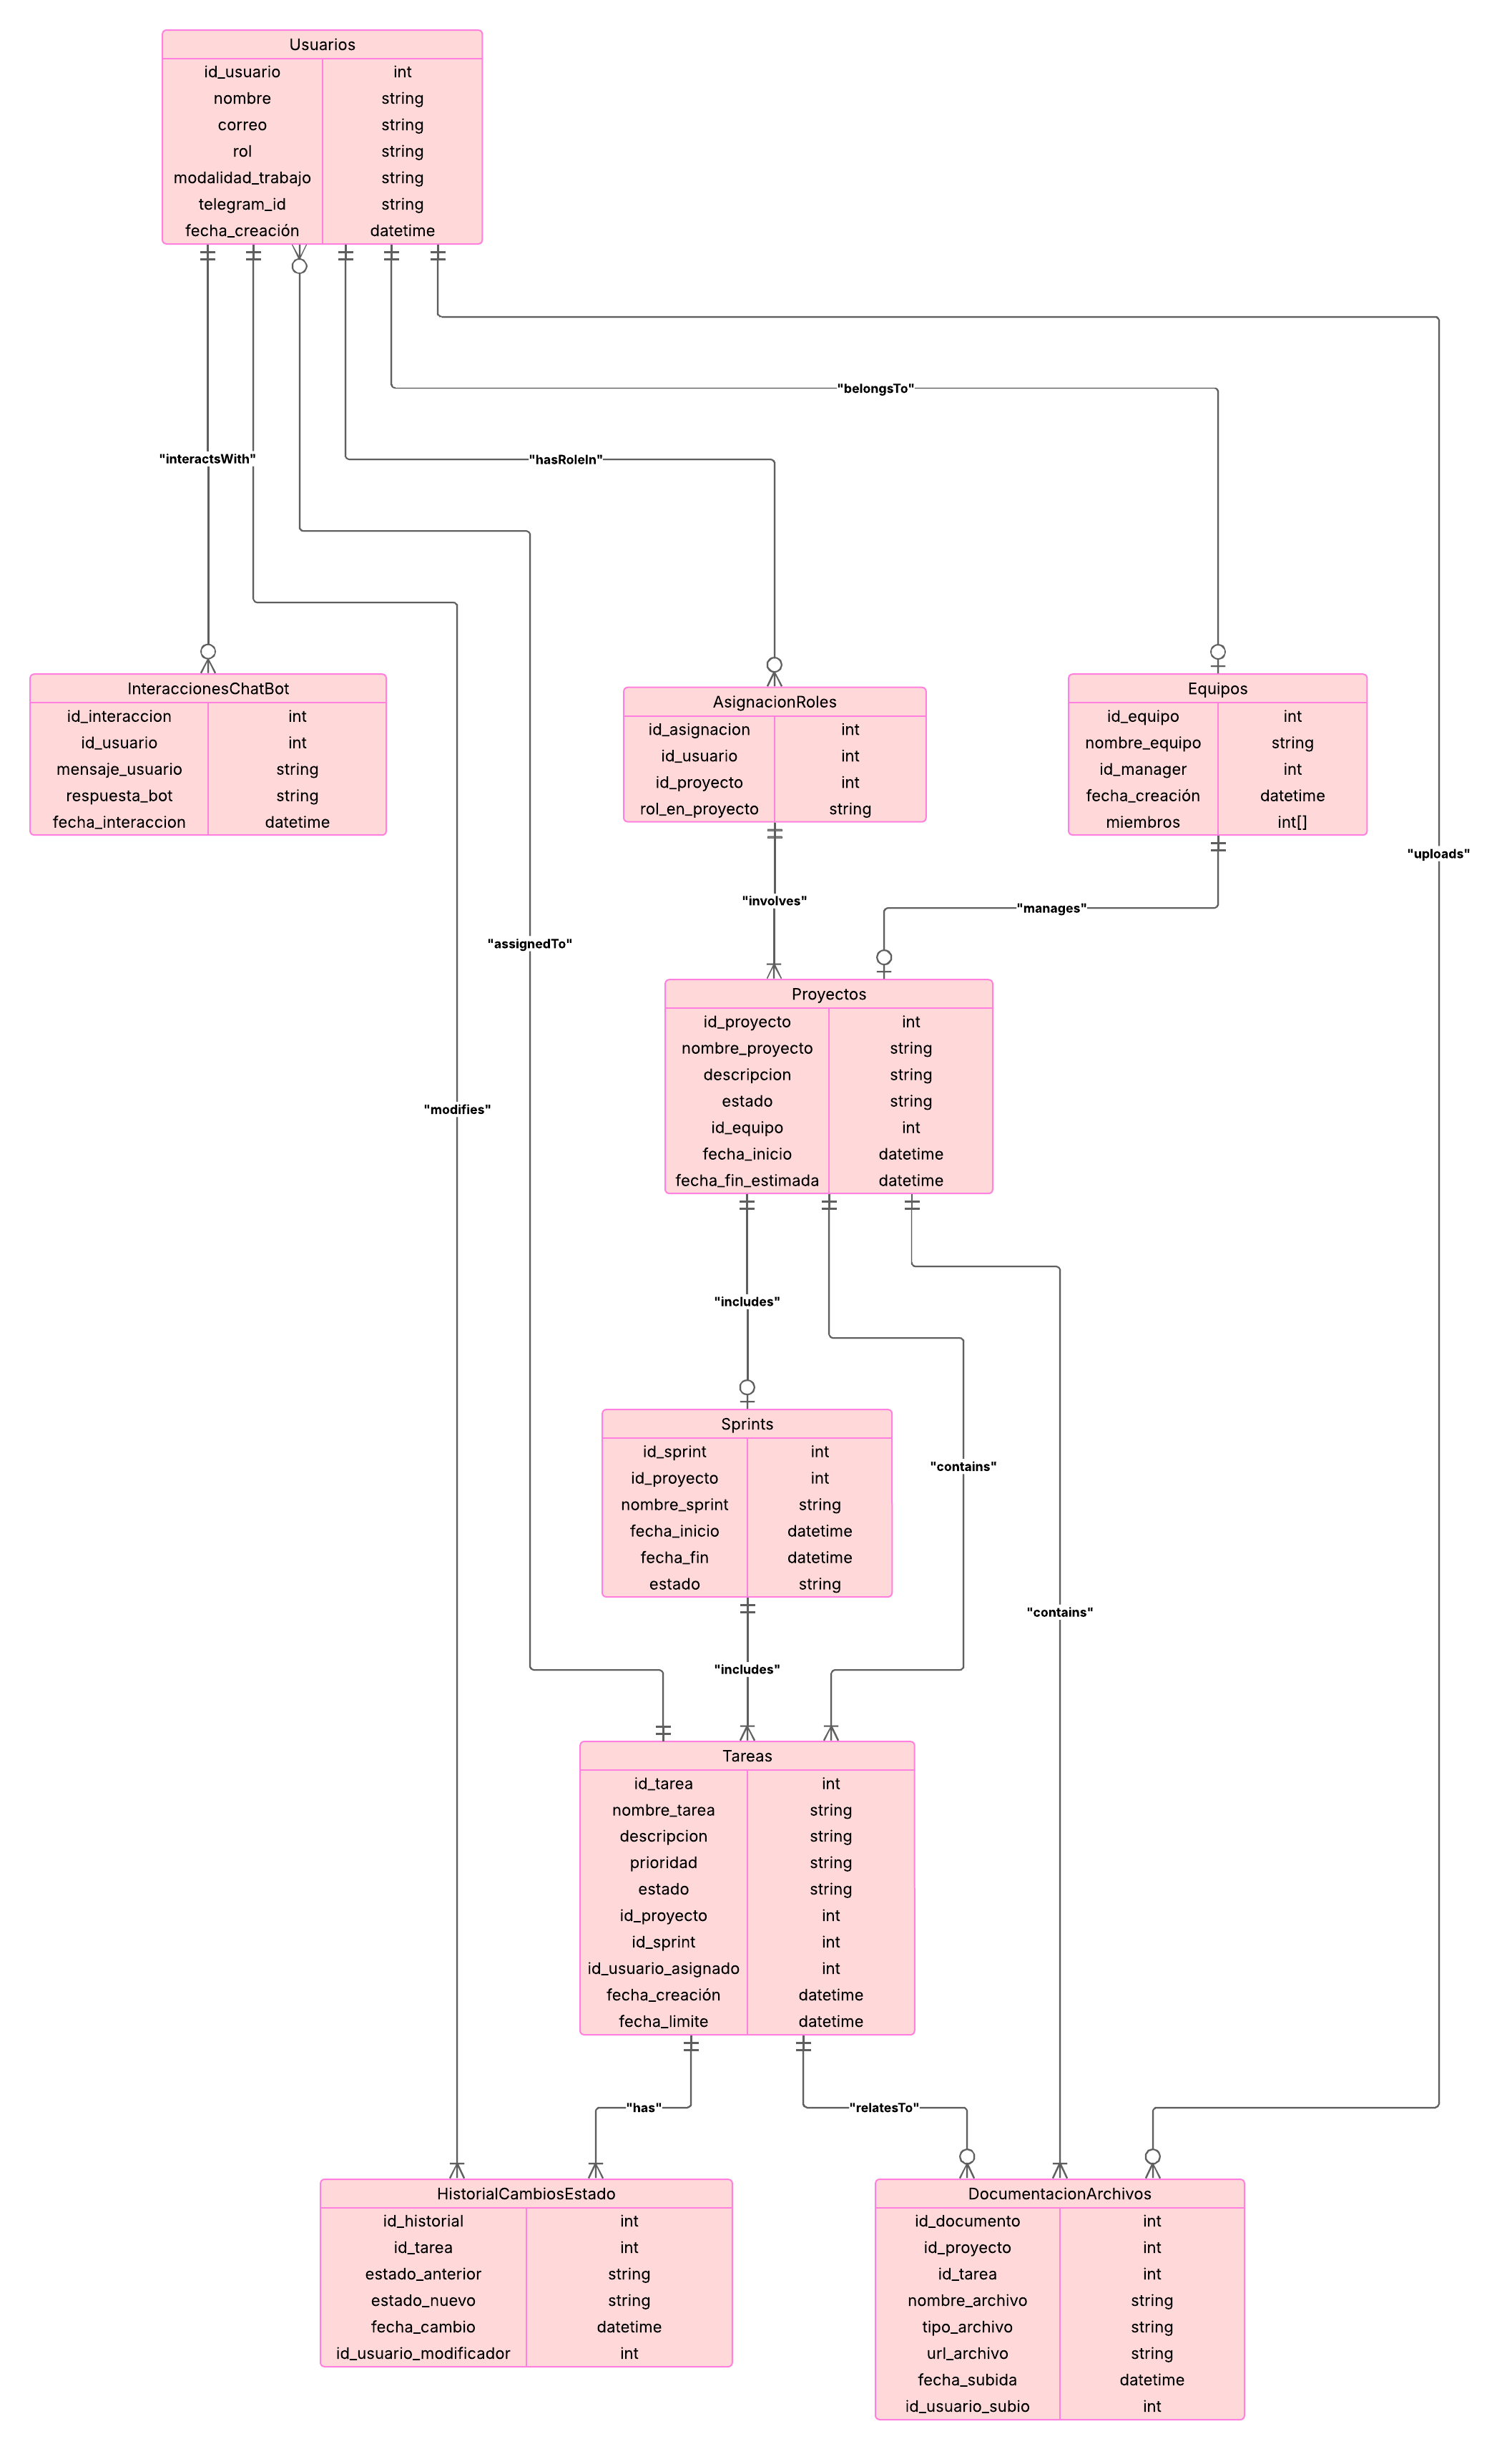 Usuarios
id_usuario int
nombre string
correo string
rol string
modalidad_trabajo string
telegram_id string
fecha_creación datetime
"belongsTo"
"interactsWith"
"hasRoleIn"
InteraccionesChatBot
id_interaccion int
id_usuario int
mensaje_usuario string
respuesta_bot string
fecha_interaccion datetime
AsignacionRoles
id_asignacion int
id_usuario int
id_proyecto int
rol_en_proyecto string
Equipos
id_equipo int
nombre_equipo string
id_manager int
fecha_creación datetime
miembros int[]
"uploads"
"involves"
"manages"
"assignedTo"
Proyectos
id_proyecto int
nombre_proyecto string
descripcion string
estado string
id_equipo int
fecha_inicio datetime
fecha_fin_estimada datetime
"modifies"
"includes"
Sprints
id_sprint int
id_proyecto int
nombre_sprint string
fecha_inicio datetime
fecha_fin datetime
estado string
"contains"
"contains"
"includes"
Tareas
id_tarea int
nombre_tarea string
descripcion string
prioridad string
estado string
id_proyecto int
id_sprint int
id_usuario_asignado int
fecha_creación datetime
fecha_limite datetime
"has"
"relatesTo"
HistorialCambiosEstado
id_historial int
id_tarea int
estado_anterior string
estado_nuevo string
fecha_cambio datetime
id_usuario_modificador int
DocumentacionArchivos
id_documento int
id_proyecto int
id_tarea int
nombre_archivo string
tipo_archivo string
url_archivo string
fecha_subida datetime
id_usuario_subio int